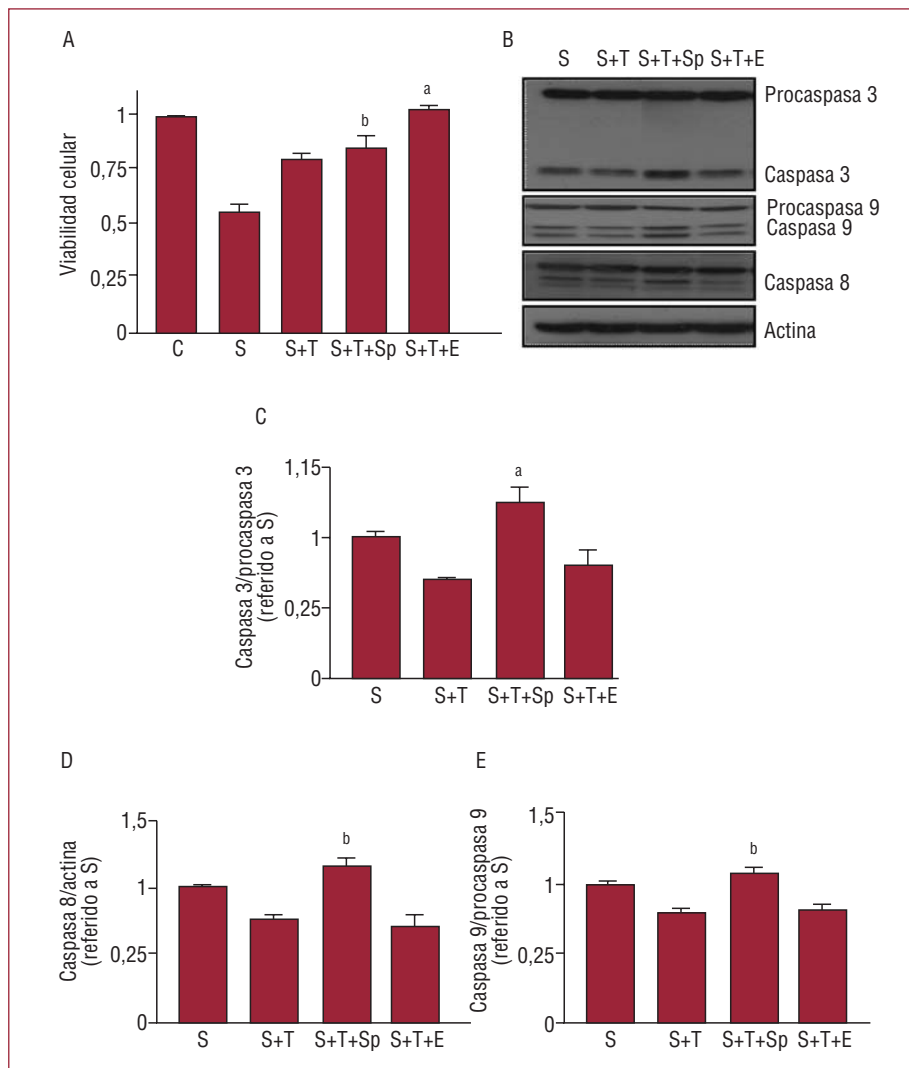 A
Viabilidad celular
1
0,75
0,5
0,25
0
b
a
C S S+T S+T+Sp S+T+E
B
S S+T S+T+Sp S+T+E
Procaspasa 3
Caspasa 3
Procaspasa 9
Caspasa 9
Caspasa 8
Actina
C
Caspasa 3/procaspasa 3
(referido a S)
1,15
1
0,25
0
a
S S+T S+T+Sp S+T+E
D
Caspasa 8/actina
(referido a S)
1,5
1
0,25
0
b
S S+T S+T+Sp S+T+E
E
Caspasa 9/procaspasa 9
(referido a S)
1,5
1
0,25
0
b
S S+T S+T+Sp S+T+E